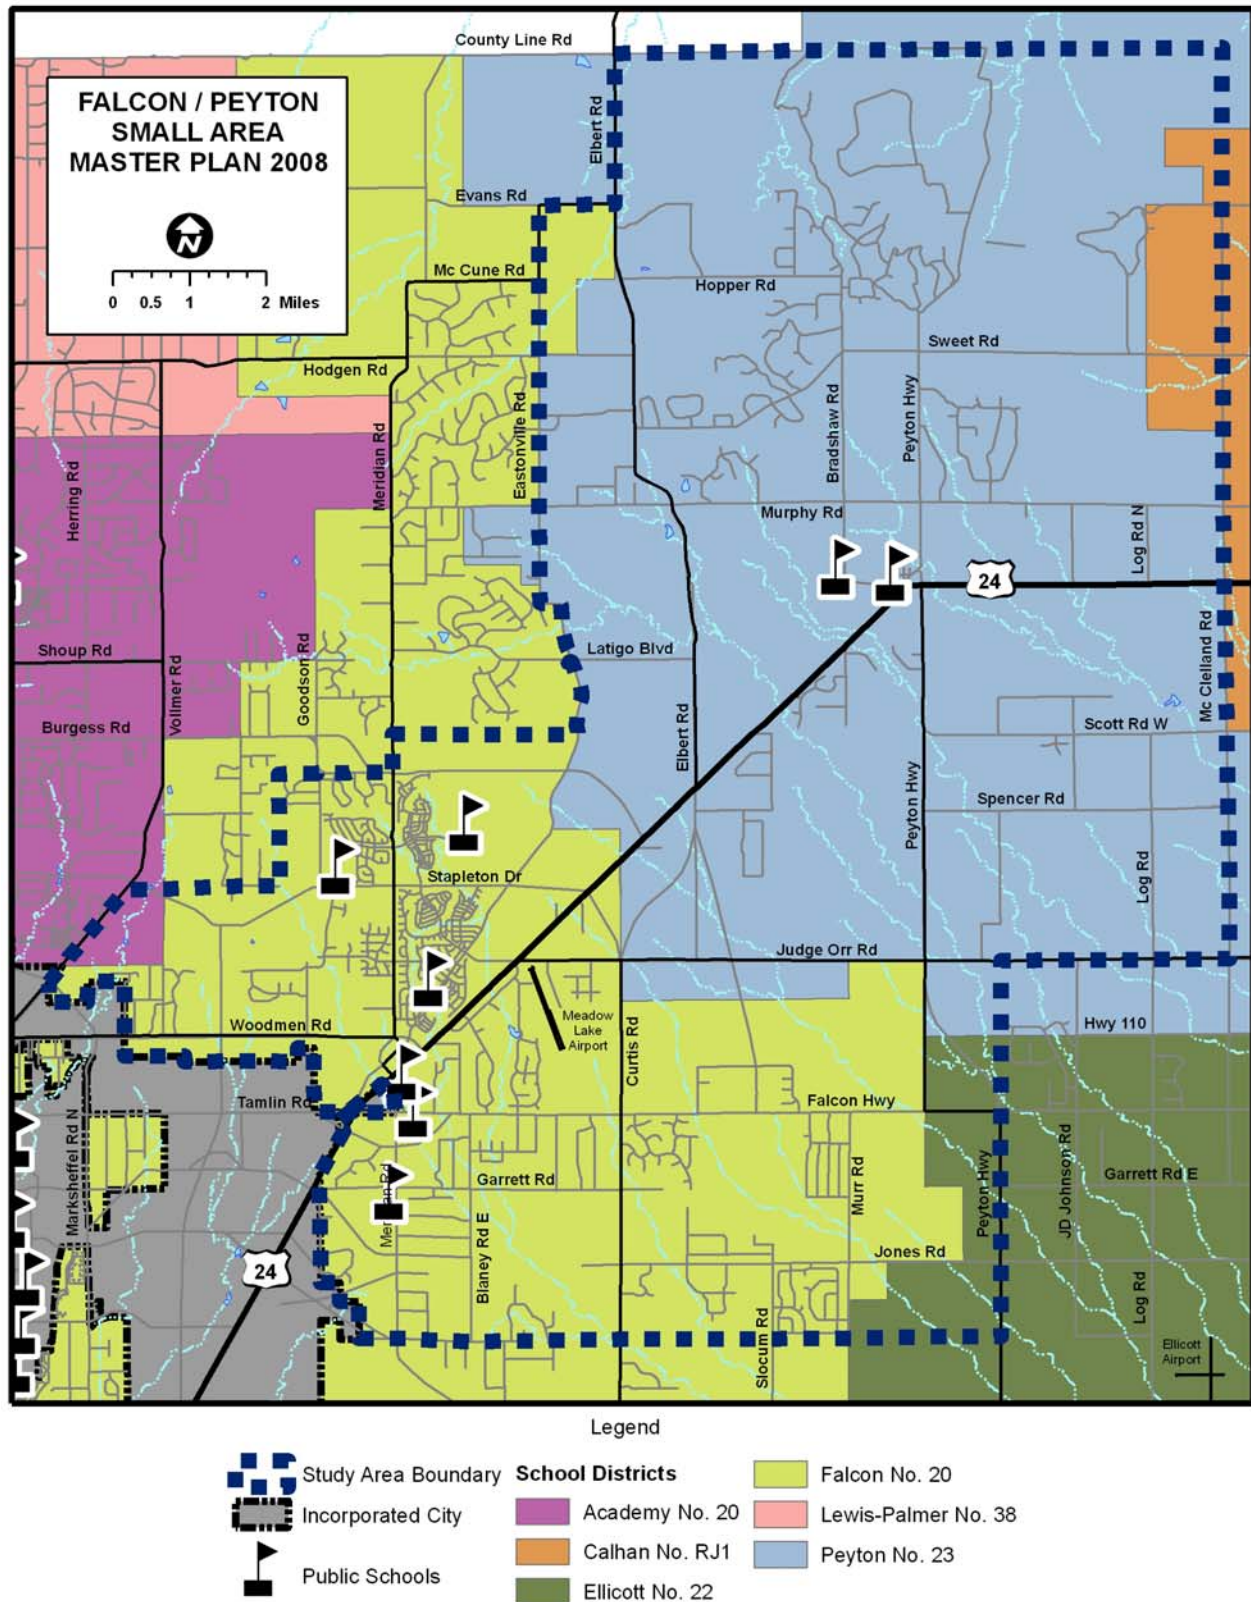 County Line Rd
FALCON / PEYTON
SMALL AREA
MASTER PLAN 2008
N
0 0.5 1 2 Miles
Elbert Rd
Evans Rd
Mc Cune Rd
Hopper Rd
Sweet Rd
Hodgen Rd
Eastonville Rd
Bradshaw Rd
Peyton Hwy
Meridian Rd
Herring Rd
Murphy Rd
Log Rd N
24
Shoup Rd
Vollmer Rd
Goodson Rd
Latigo Blvd
Mc Clelland Rd
Burgess Rd
Scott Rd W
Elbert Rd
Peyton Hwy
Spencer Rd
Stapleton Dr
Log Rd
Judge Orr Rd
Woodmen Rd
Meadow
Lake
Airport
Curtis Rd
Hwy 110
Tamlin Rd
Falcon Hwy
Marksheffel Rd N
Garrett Rd
Murr Rd
Peyton Hwy
JD Johnson Rd
Garrett Rd E
Blaney Rd E
Jones Rd
24
Slocum Rd
Log Rd
Ellicott
Airport
Legend
Study Area Boundary
Incorporated City
Public Schools
School Districts
Academy No. 20
Calhan No. RJ1
Ellicott No. 22
Falcon No. 20
Lewis-Palmer No. 38
Peyton No. 23